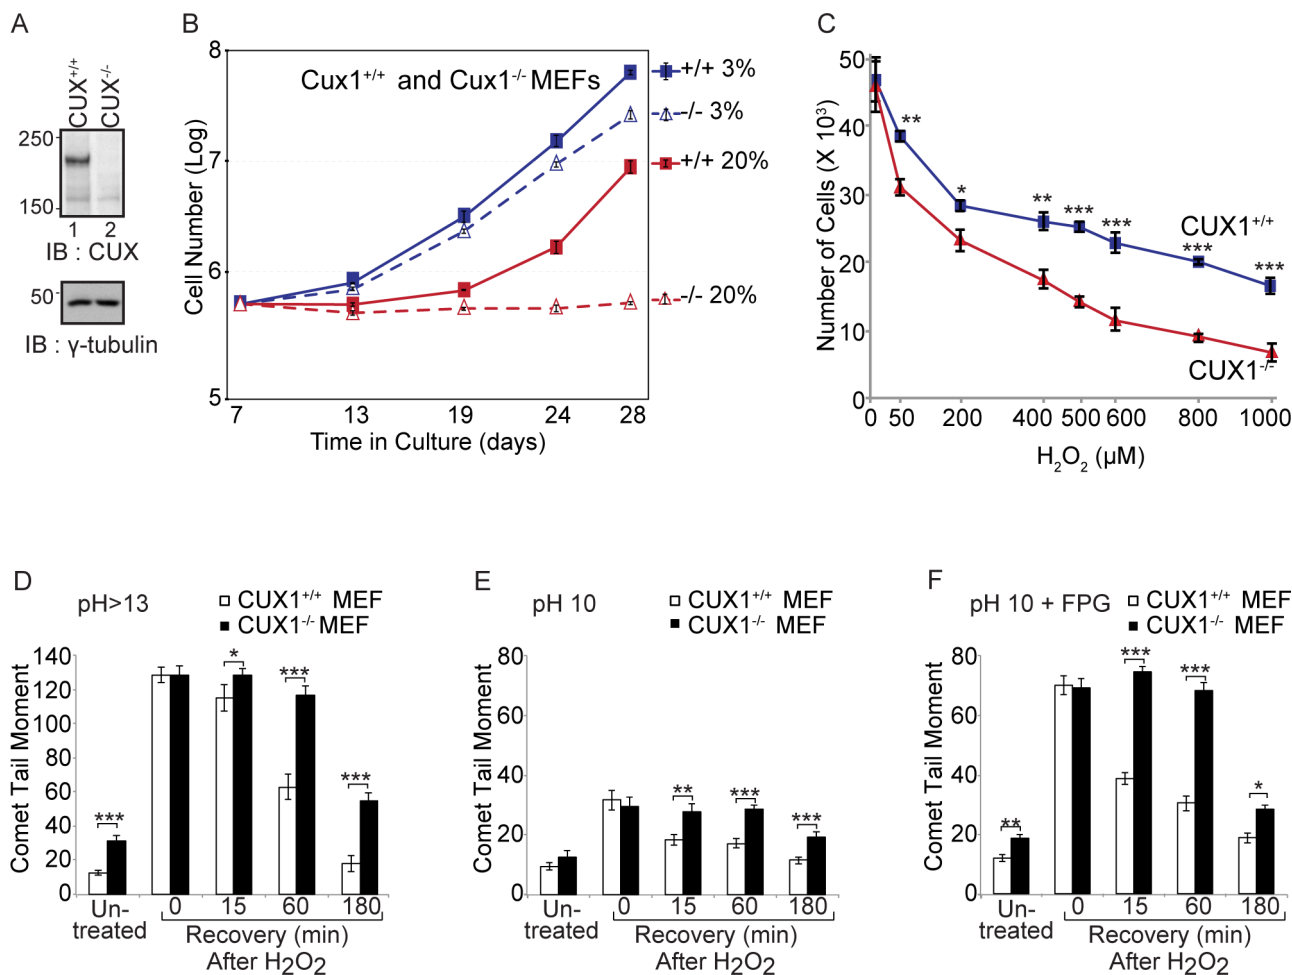 A
CUX+/+
CUX-/-
250
150
1 2
IB : CUX
50
IB : γ-tubulin
B
Cux1+/+ and Cux1-/- MEFs
Cell Number (Log)
8
7
6
5
7 13 19 24 28
Time in Culture (days)
+/+ 3%
-/- 3%
+/+ 20%
-/- 20%
C
Number of Cells (X 10³)
50
40
30
20
10
0
** * ** *** *** *** ***
CUX1+/+
CUX1-/-
0 50 200 400 500 600 800 1000
H₂O₂ (µM)
D
pH>13
CUX1+/+ MEF
CUX1-/- MEF
Comet Tail Moment
140
120
100
80
60
40
20
0
*** * *** ***
Un-
treated
0 15 60 180
Recovery (min)
After H₂O₂
E
pH 10
CUX1+/+ MEF
CUX1-/- MEF
Comet Tail Moment
80
60
40
20
0
** *** ***
Un-
treated
0 15 60 180
Recovery (min)
After H₂O₂
F
pH 10 + FPG
CUX1+/+ MEF
CUX1-/- MEF
Comet Tail Moment
80
60
40
20
0
** *** *** *
Un-
treated
0 15 60 180
Recovery (min)
After H₂O₂